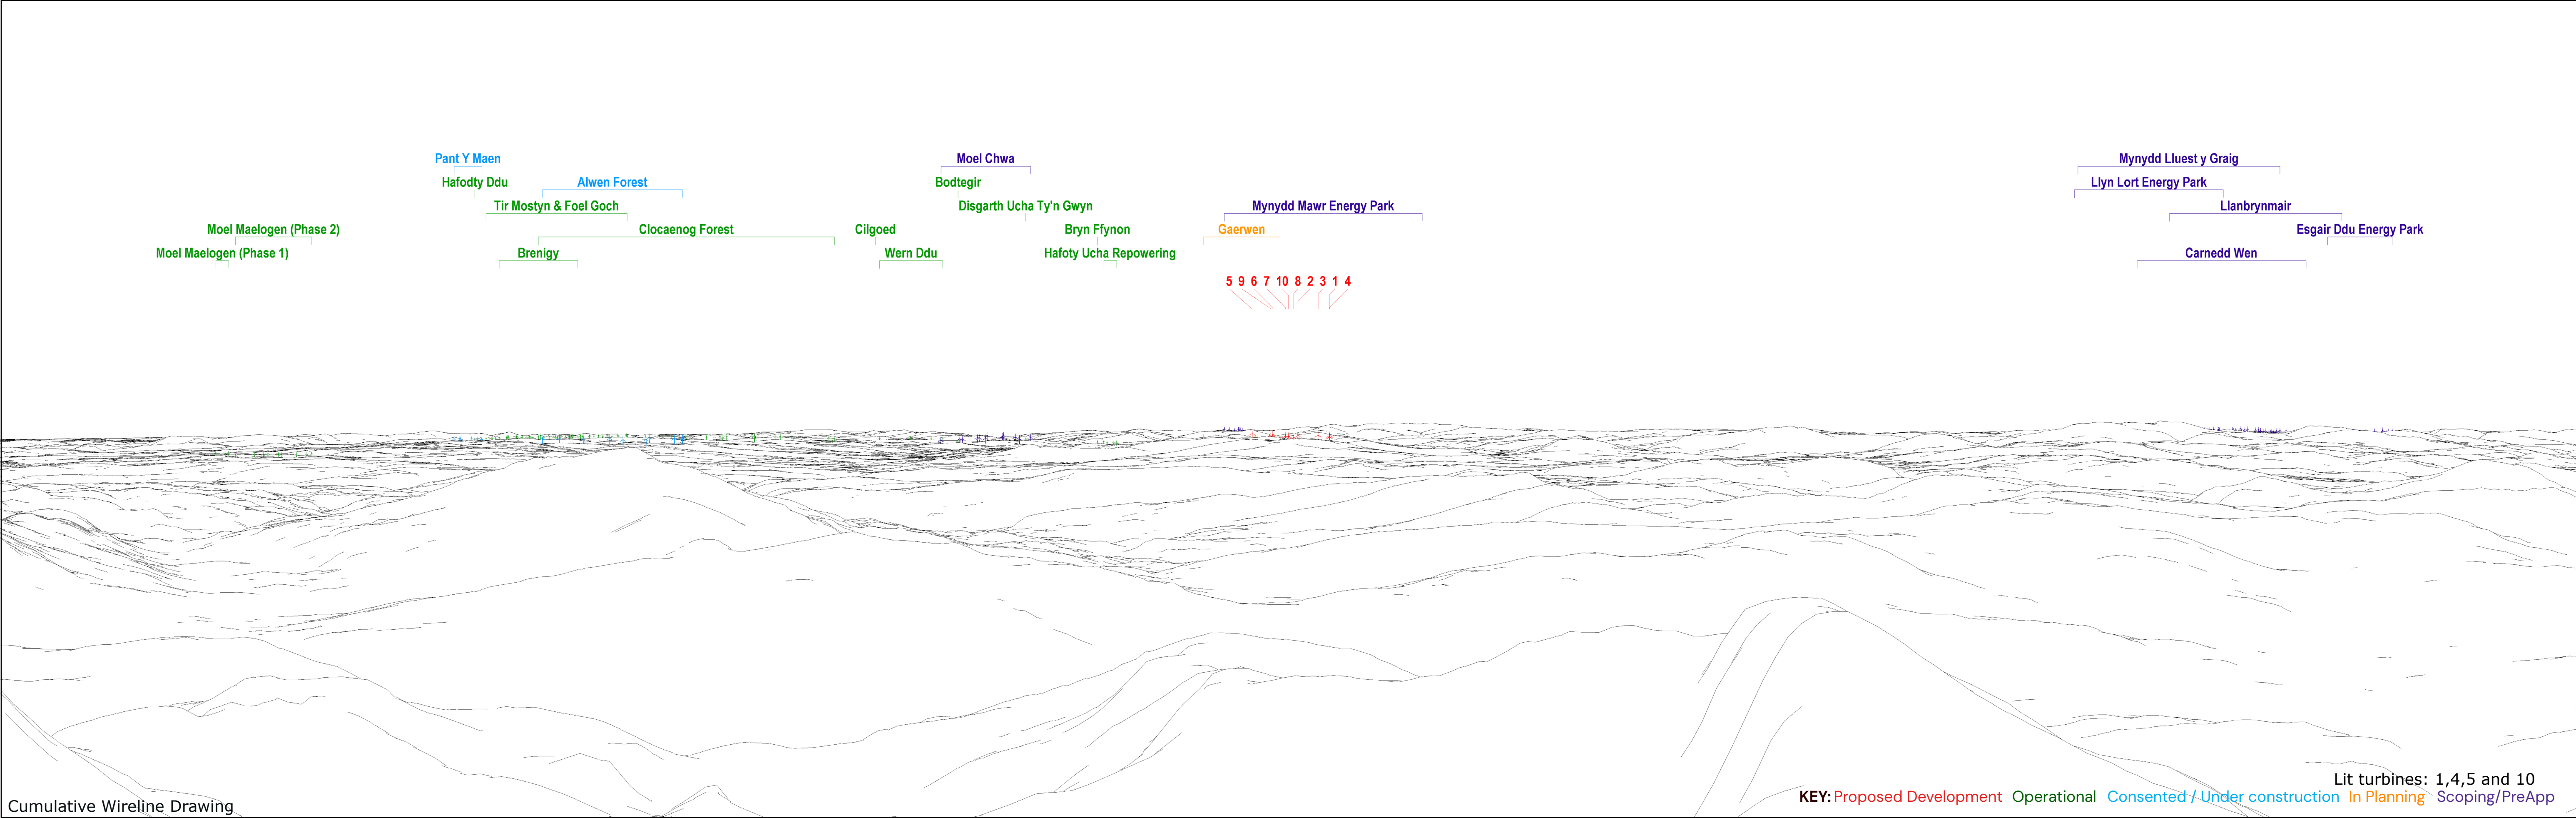 Pant Y Maen
Moel Chwa
Mynydd Lluest y Graig
Hafodty Ddu
Alwen Forest
Bodtegir
Llyn Lort Energy Park
Tir Mostyn & Foel Goch
Disgarth Ucha Ty'n Gwyn
Mynydd Mawr Energy Park
Llanbrynmair
Moel Maelogen (Phase 2)
Clocaenog Forest
Cilgoed
Bryn Ffynon
Gaerwen
Esgair Ddu Energy Park
Moel Maelogen (Phase 1)
Brenigy
Wern Ddu
Hafoty Ucha Repowering
Carnedd Wen
5 9 6 7 10 8 2 3 1 4
Lit turbines: 1,4,5 and 10
KEY: Proposed Development Operational Consented / Under construction In Planning Scoping/PreApp
Cumulative Wireline Drawing